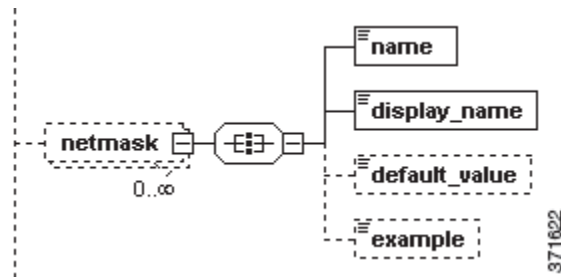 name
display_name
netmask
0..∞
default_value
example
371622